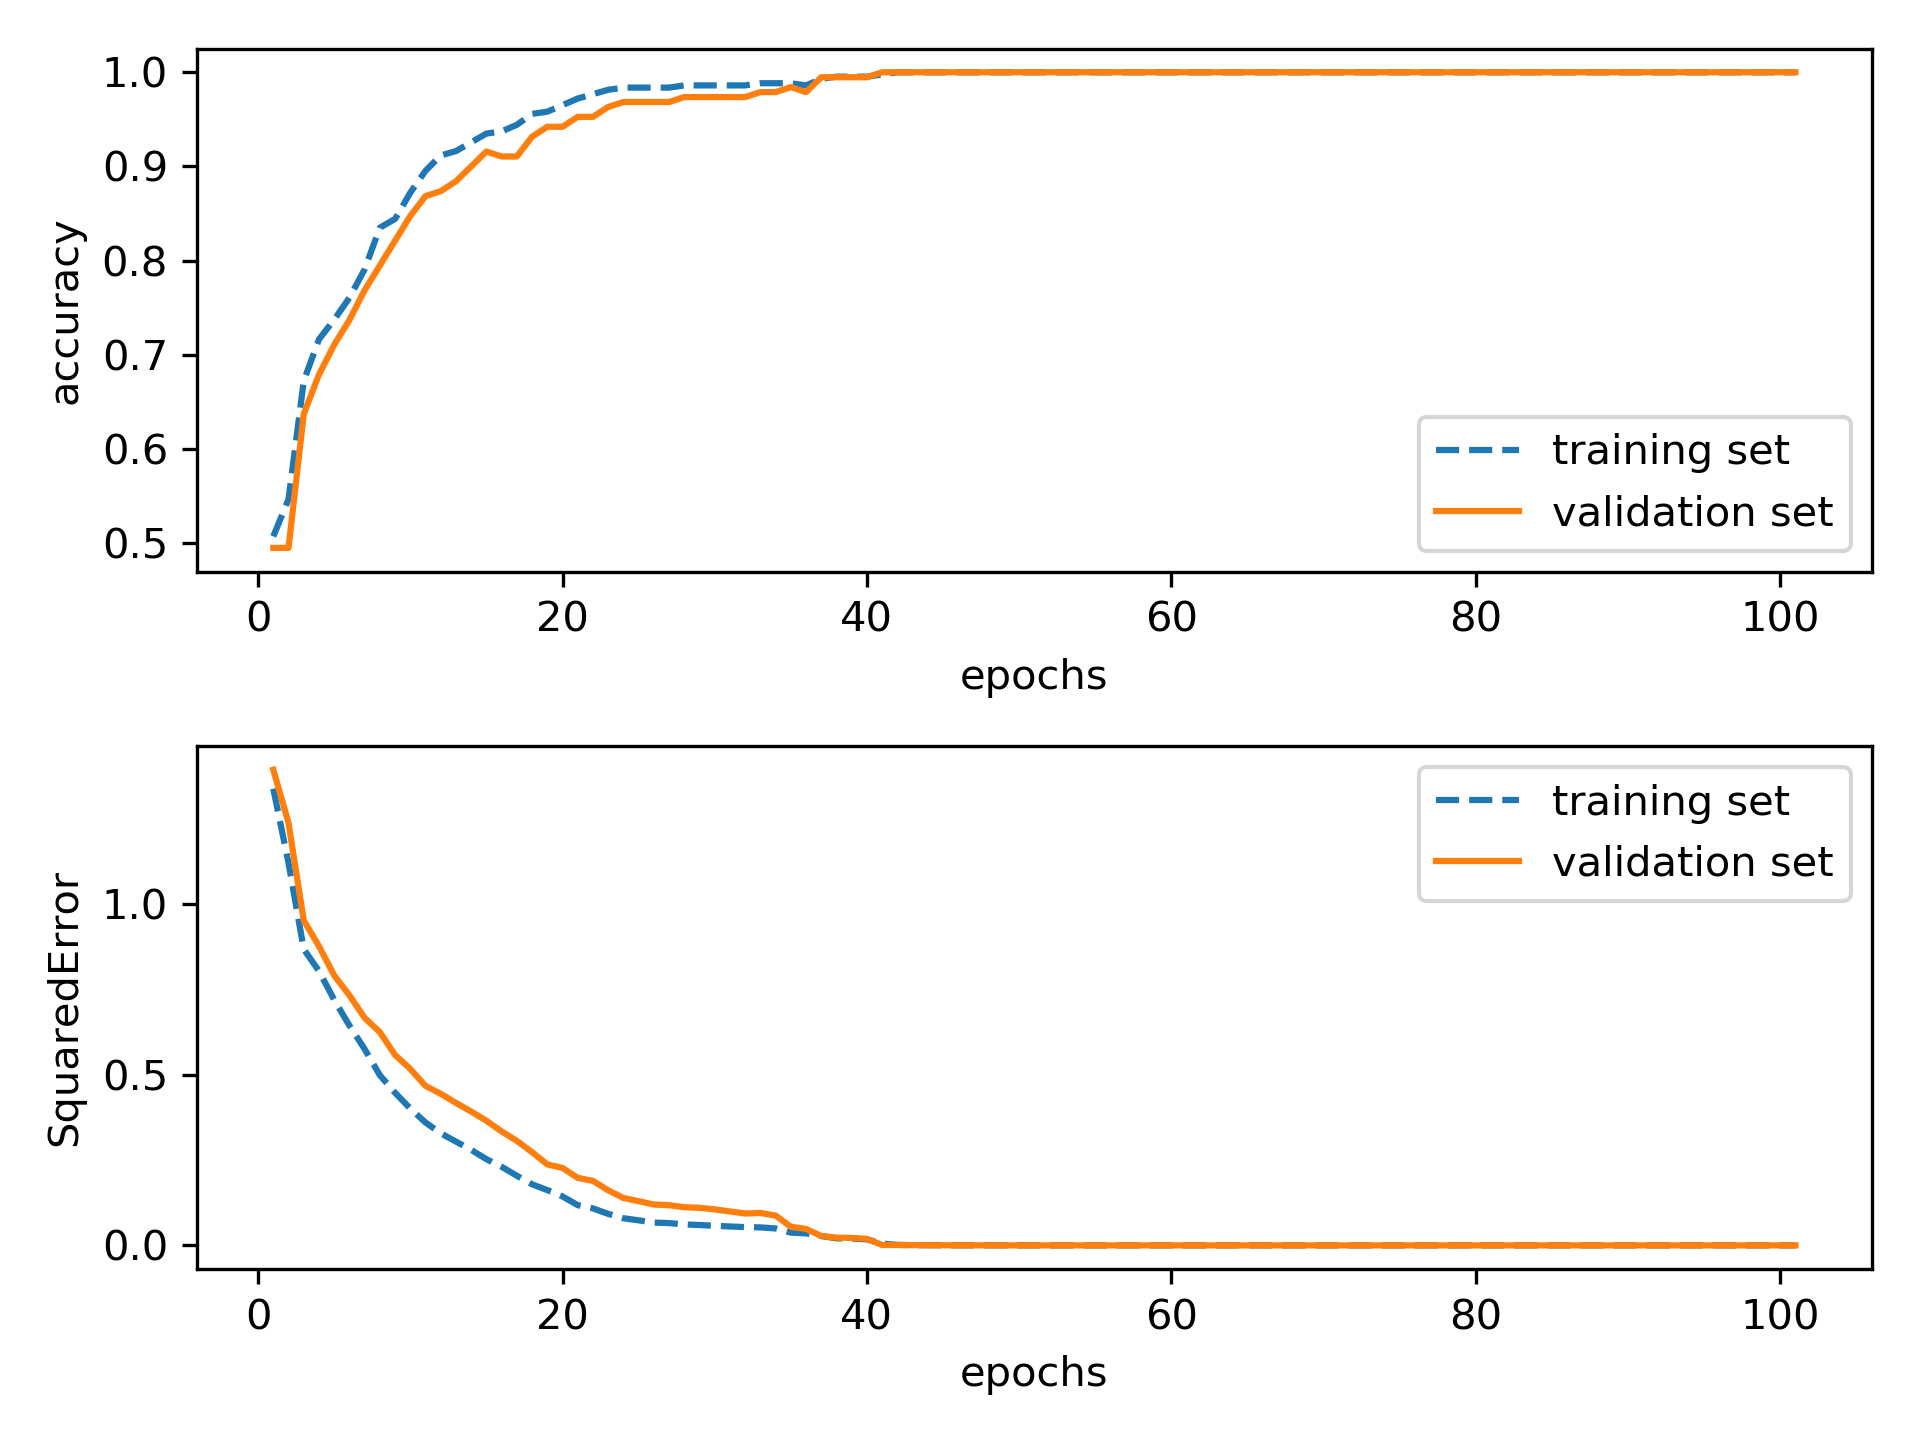 1.0
0.9
0.8
0.7
0.6
0.5
accuracy
training set
validation set
0 20 40 60 80 100
epochs
training set
validation set
1.0
0.5
0.0
SquaredError
0 20 40 60 80 100
epochs